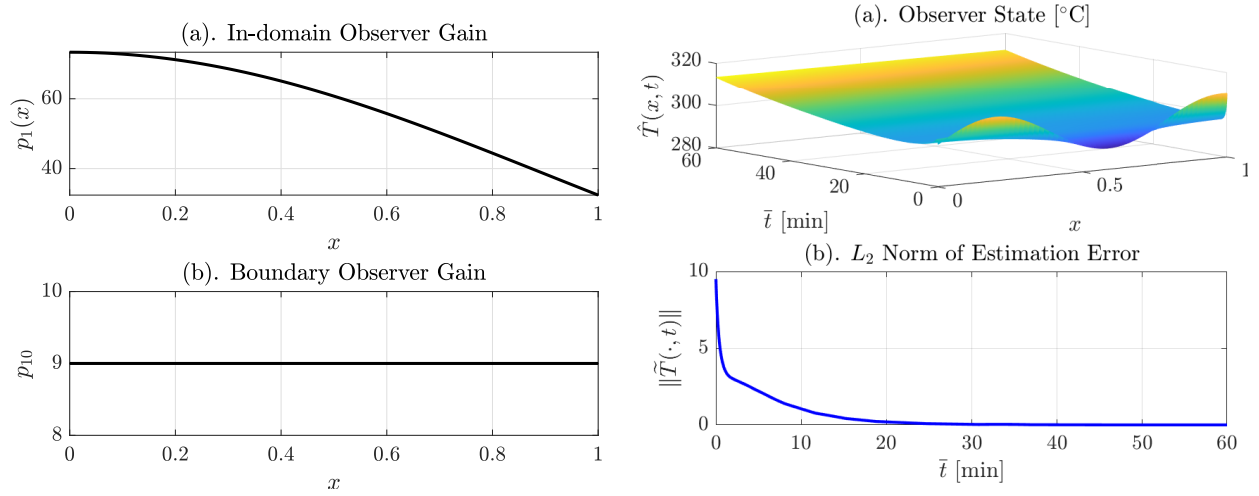 (a). In-domain Observer Gain
p₁(x)
60
40
0 0.2 0.4 0.6 0.8 1
x
(b). Boundary Observer Gain
p₁₀
10
9
8
0 0.2 0.4 0.6 0.8 1
x
(a). Observer State [°C]
T̂(x, t)
320
300
280
60 40 20 0
t̄ [min]
0 0.5 1
x
(b). L₂ Norm of Estimation Error
‖T̃(·, t)‖
10
5
0
0 10 20 30 40 50 60
t̄ [min]